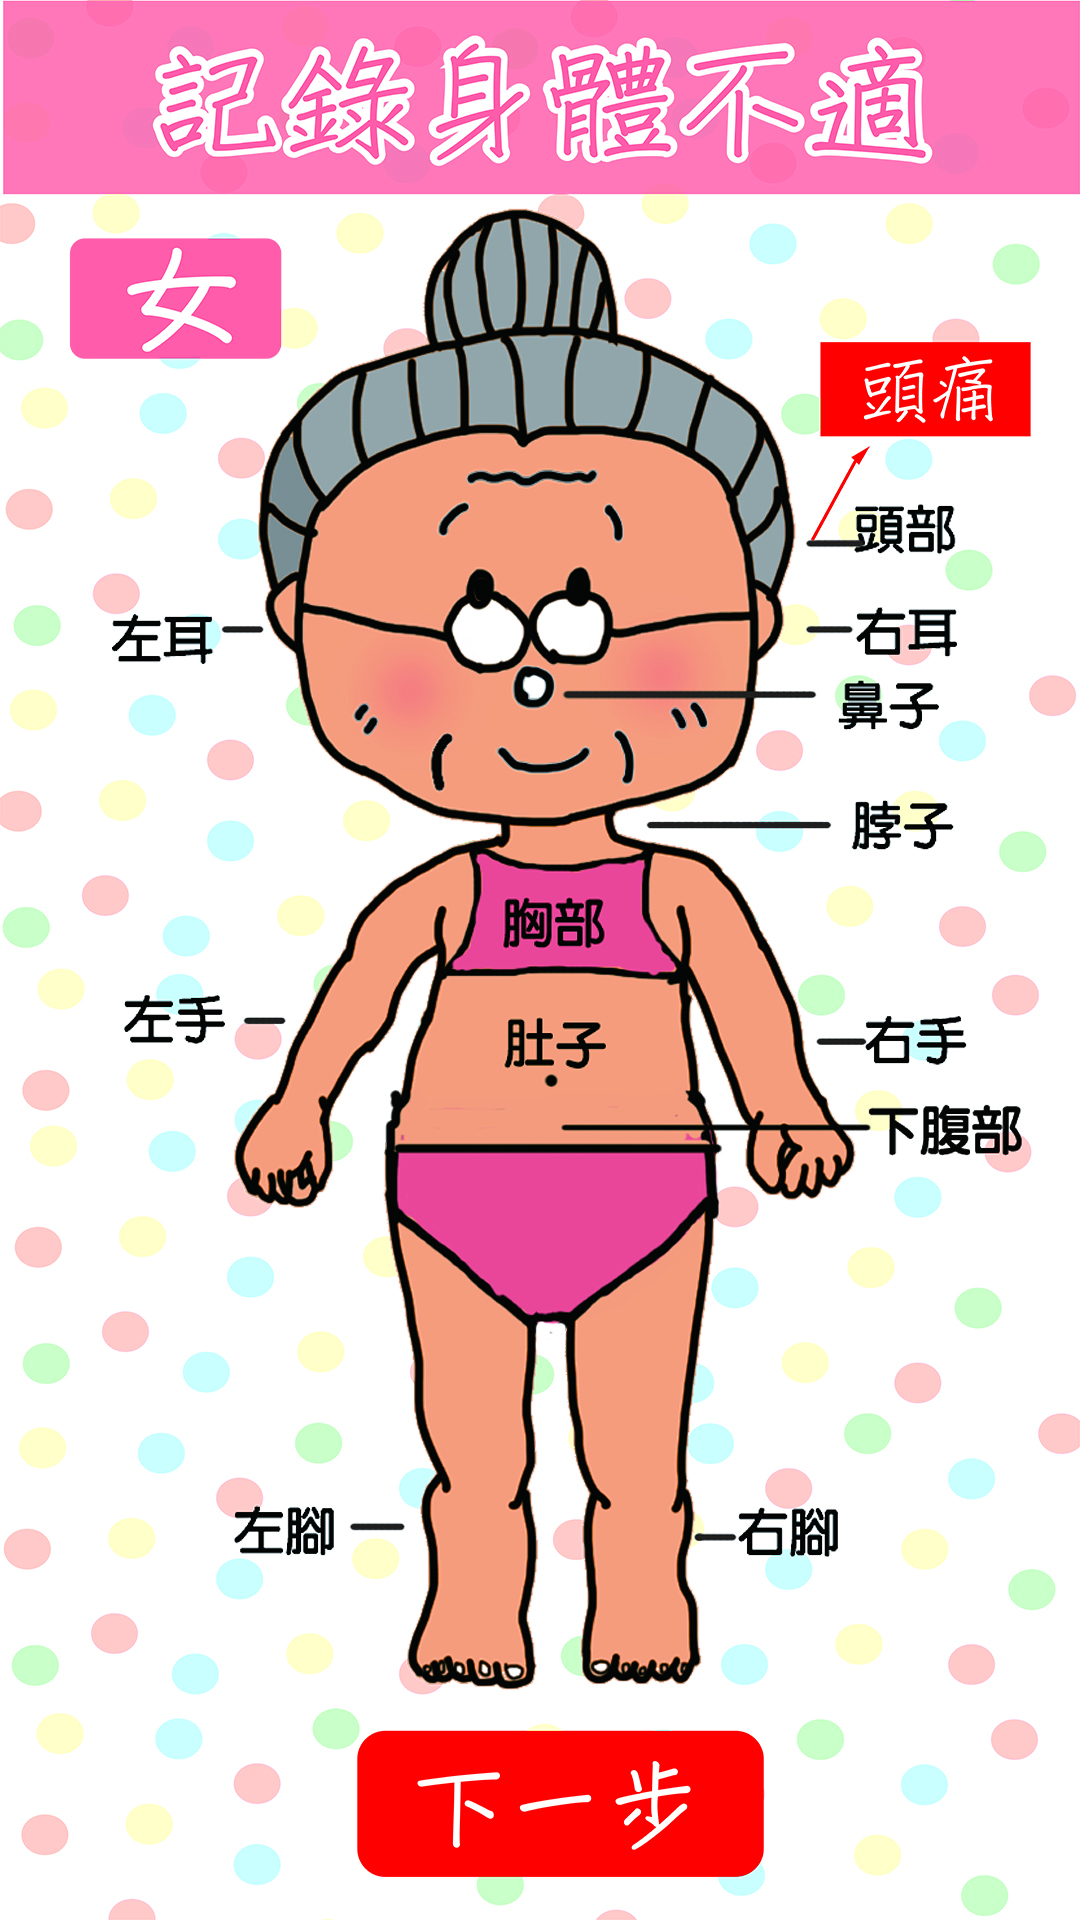 記錄身體不適
女
頭痛
頭部
左耳
右耳
鼻子
脖子
胸部
左手
肚子
右手
下腹部
左腳
右腳
下一步